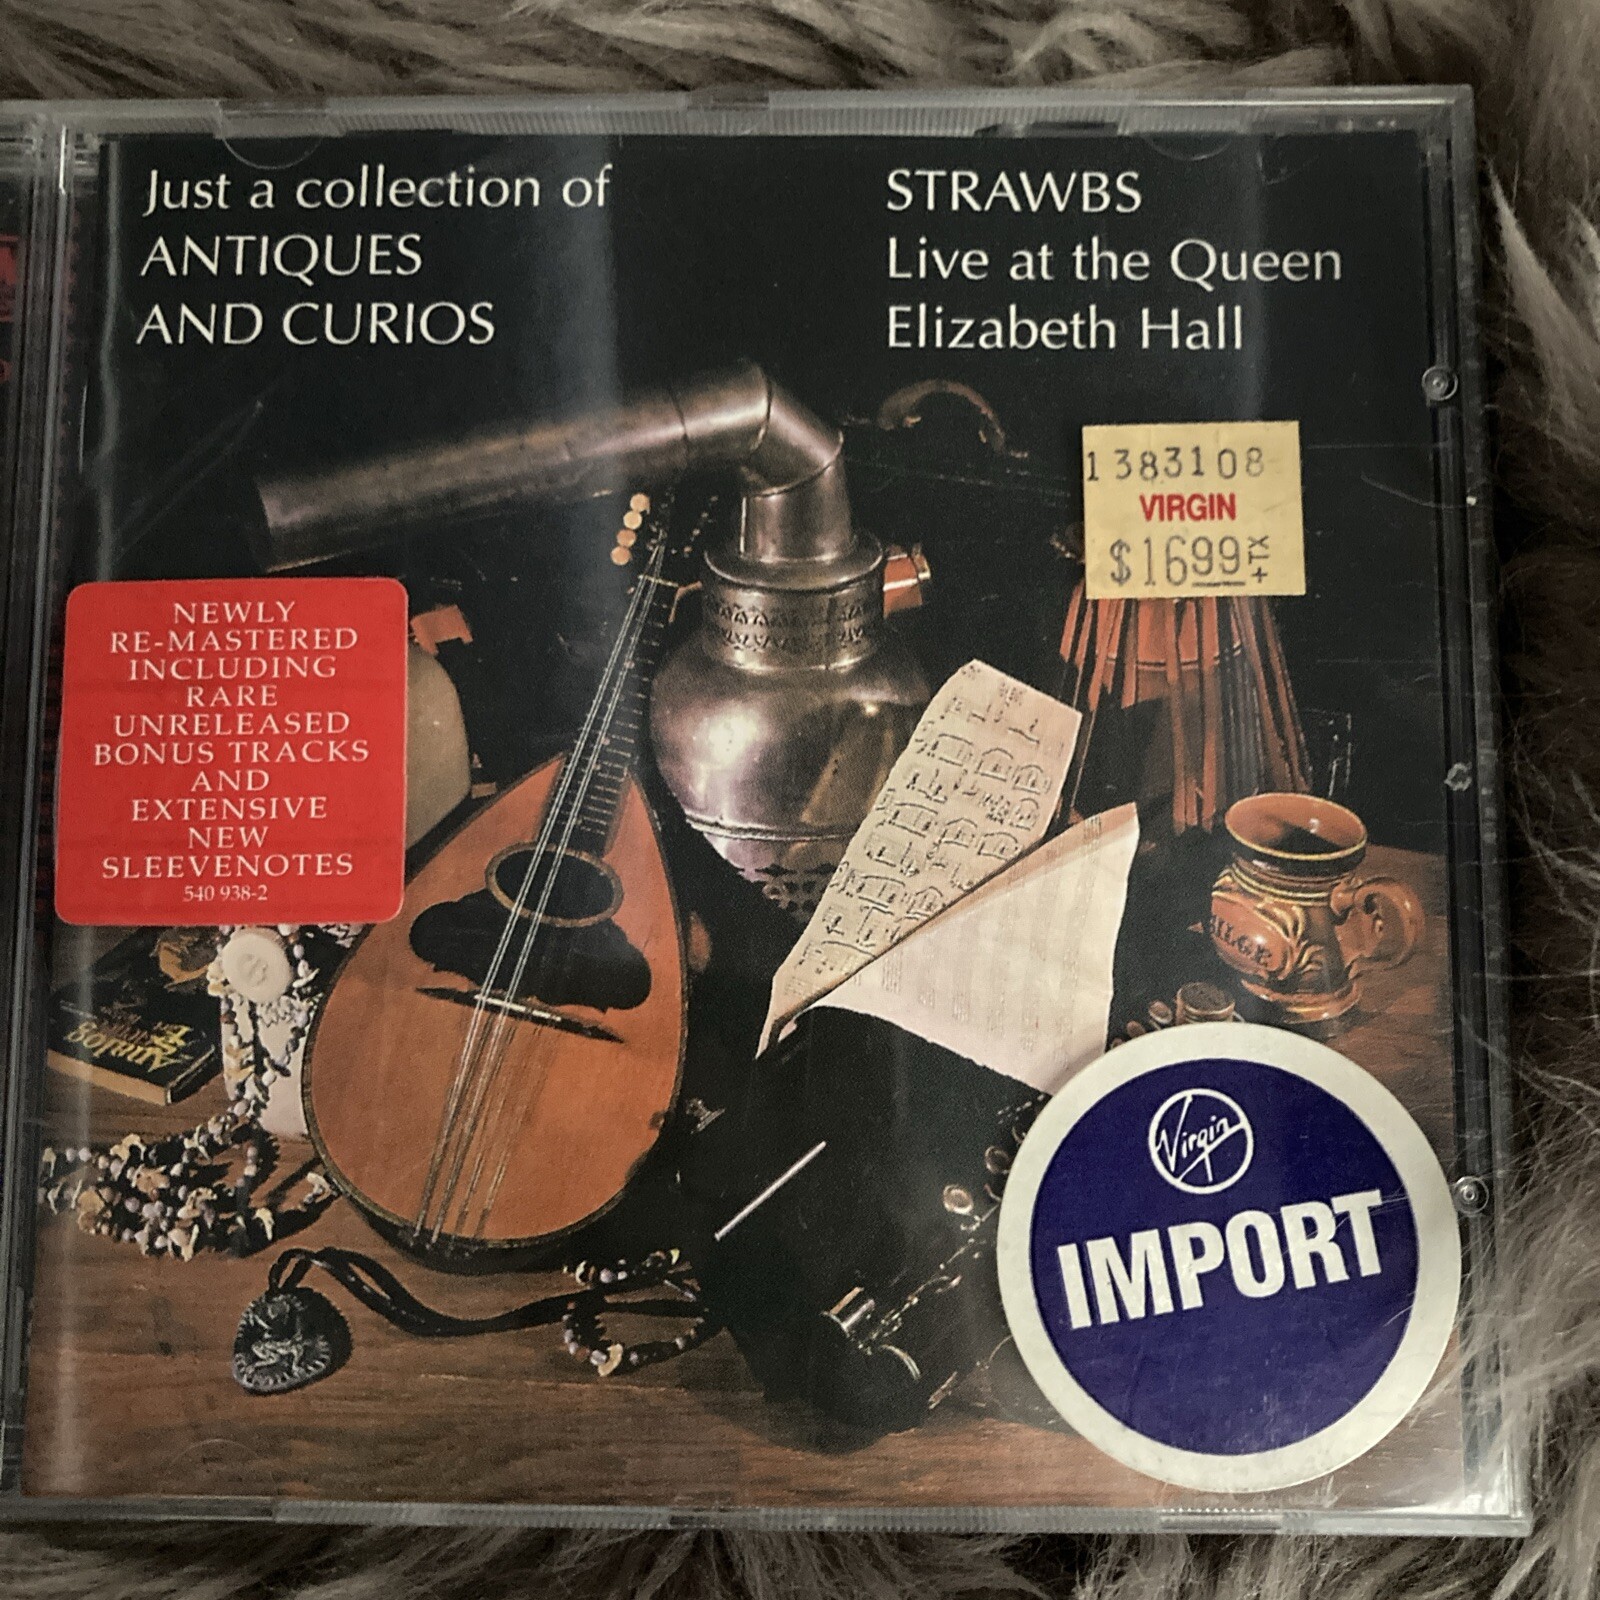 Just a collection of
ANTIQUES
AND CURIOS
STRAWBS
Live at the Queen
Elizabeth Hall
1383108
VIRGIN
$1699+TX
NEWLY
RE-MASTERED
INCLUDING
RARE
UNRELEASED
BONUS TRACKS
AND
EXTENSIVE
NEW
SLEEVENOTES
540 938-2
Virgin
IMPORT